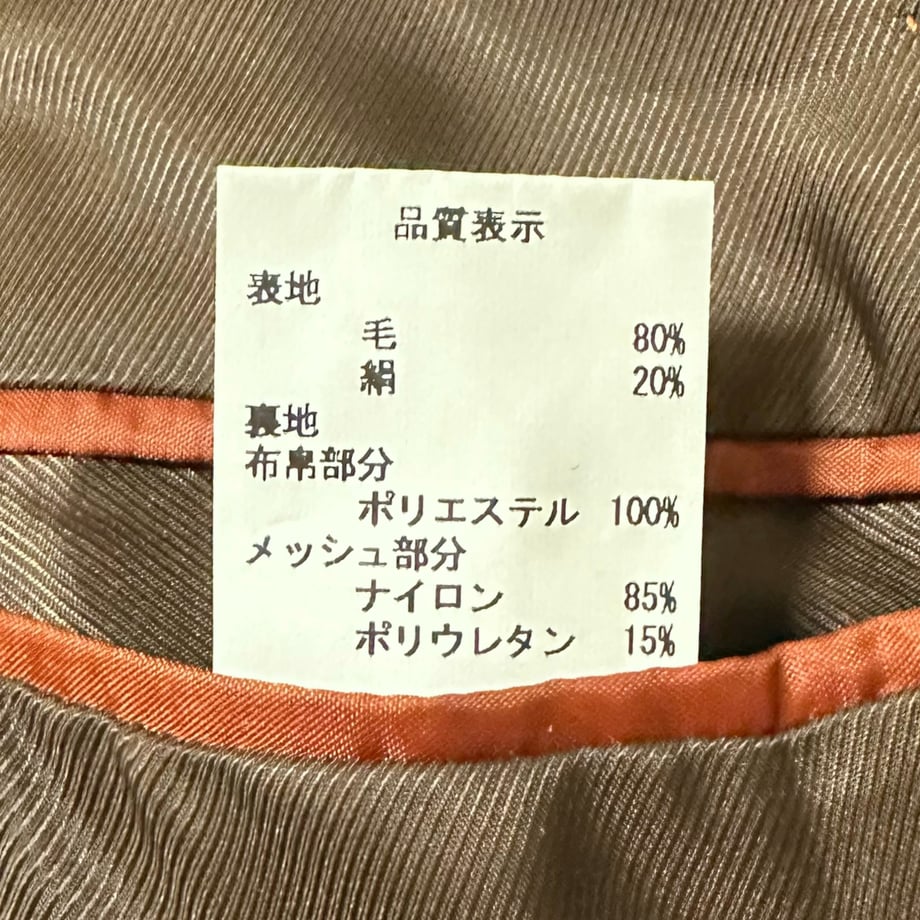 品質表示
表地
毛 80%
絹 20%
裏地
布帛部分
ポリエステル 100%
メッシュ部分
ナイロン 85%
ポリウレタン 15%